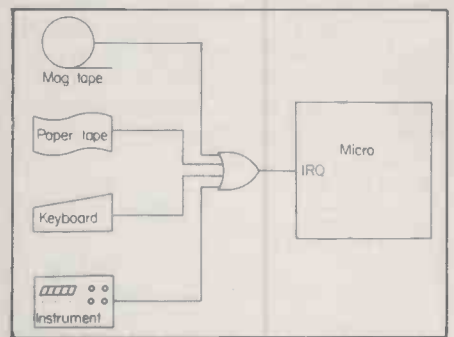 Mag tape
Paper tape
Keyboard
Instrument
Micro
IRQ